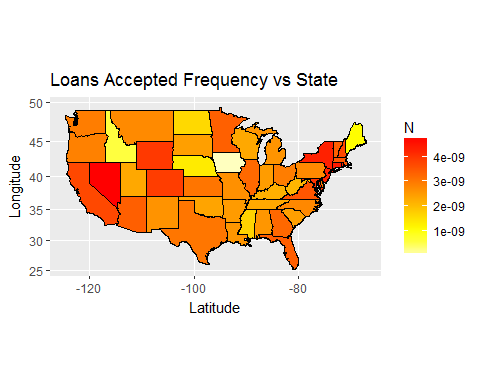 Loans Accepted Frequency vs State
50
45
40
35
30
25
Longitude
-120
-100
-80
Latitude
N
4e-09
3e-09
2e-09
1e-09